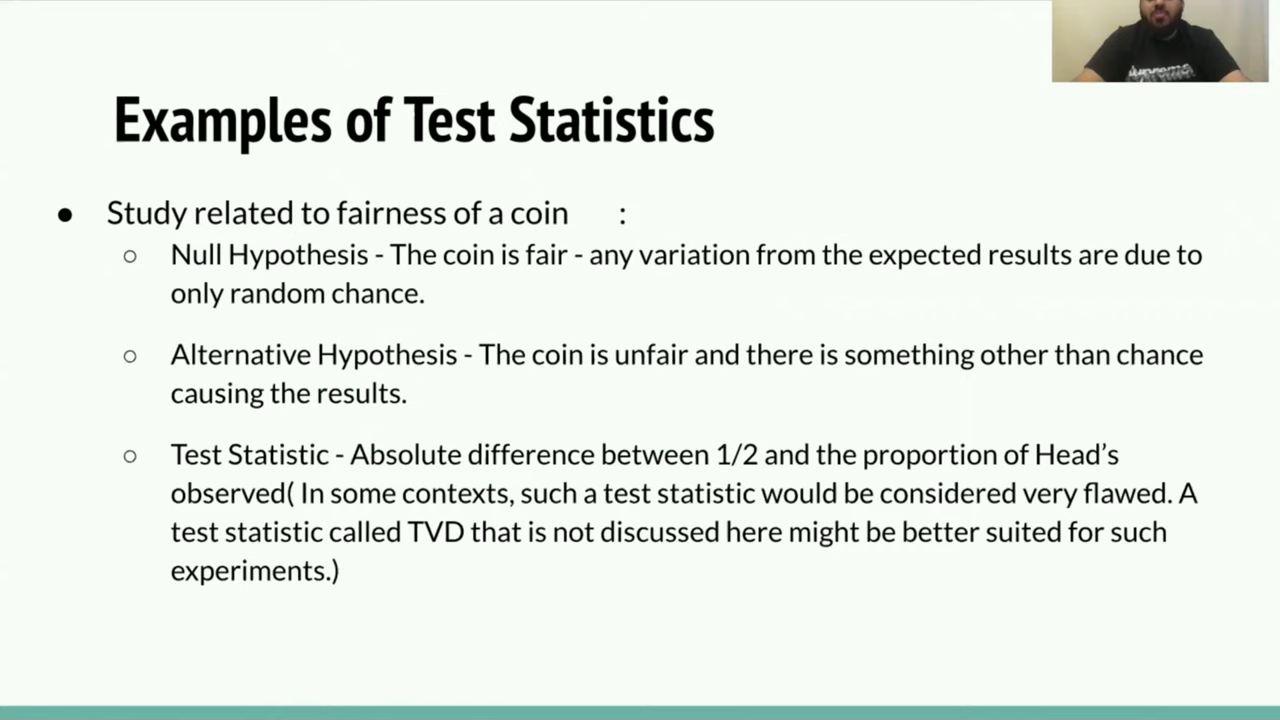 Examples of Test Statistics
● Study related to fairness of a coin :
○ Null Hypothesis - The coin is fair - any variation from the expected results are due to
only random chance.
○ Alternative Hypothesis - The coin is unfair and there is something other than chance
causing the results.
○ Test Statistic - Absolute difference between 1/2 and the proportion of Head’s
observed( In some contexts, such a test statistic would be considered very flawed. A
test statistic called TVD that is not discussed here might be better suited for such
experiments.)